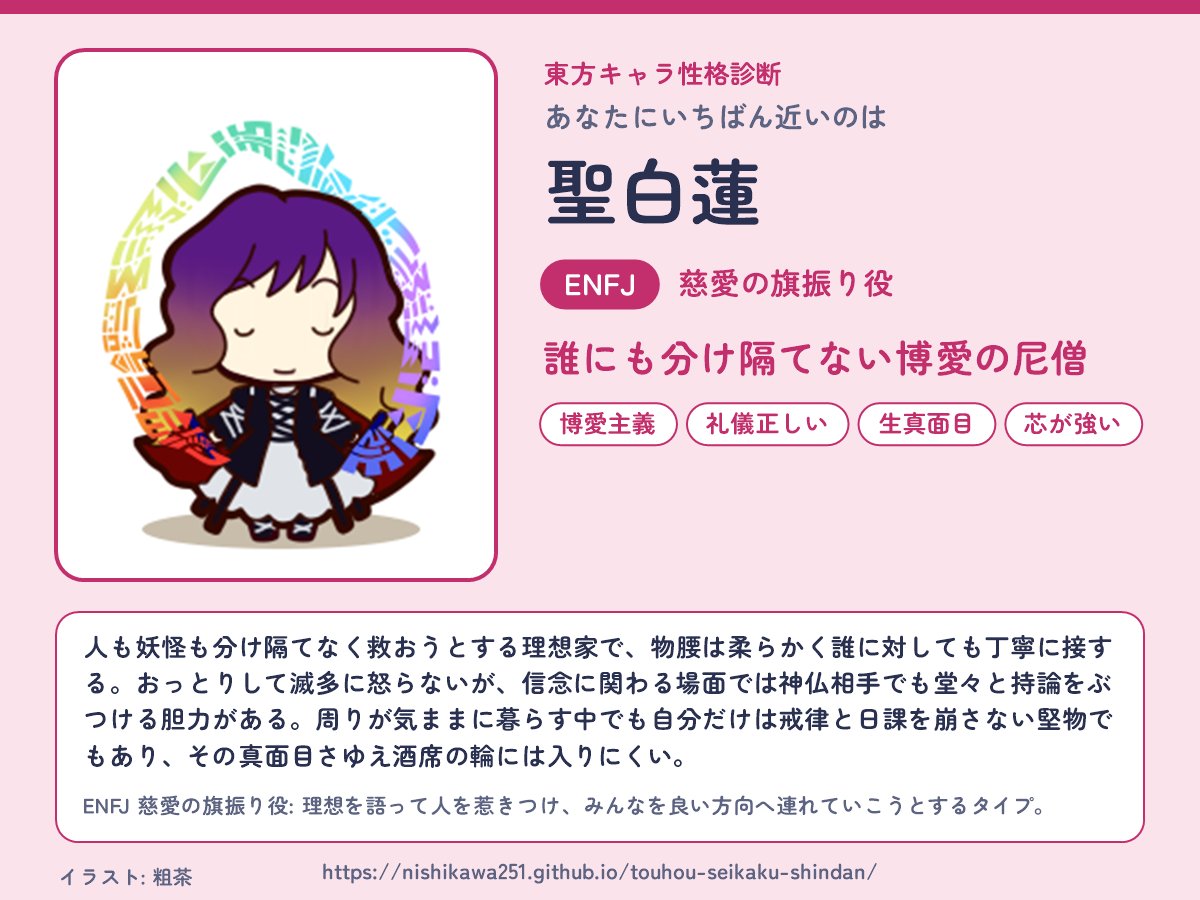 東方キャラ性格診断
あなたにいちばん近いのは
聖白蓮
ENFJ 慈愛の旗振り役
誰にも分け隔てない博愛の尼僧
博愛主義 礼儀正しい 生真面目 芯が強い
人も妖怪も分け隔てなく救おうとする理想家で、物腰は柔らかく誰に対しても丁寧に接す
る。おっとりして滅多に怒らないが、信念に関わる場面では神仏相手でも堂々と持論をぶ
つける胆力がある。周りが気ままに暮らす中でも自分だけは戒律と日課を崩さない堅物で
もあり、その真面目さゆえ酒席の輪には入りにくい。
ENFJ 慈愛の旗振り役: 理想を語って人を惹きつけ、みんなを良い方向へ連れていこうとするタイプ。
イラスト: 粗茶
https://nishikawa251.github.io/touhou-seikaku-shindan/